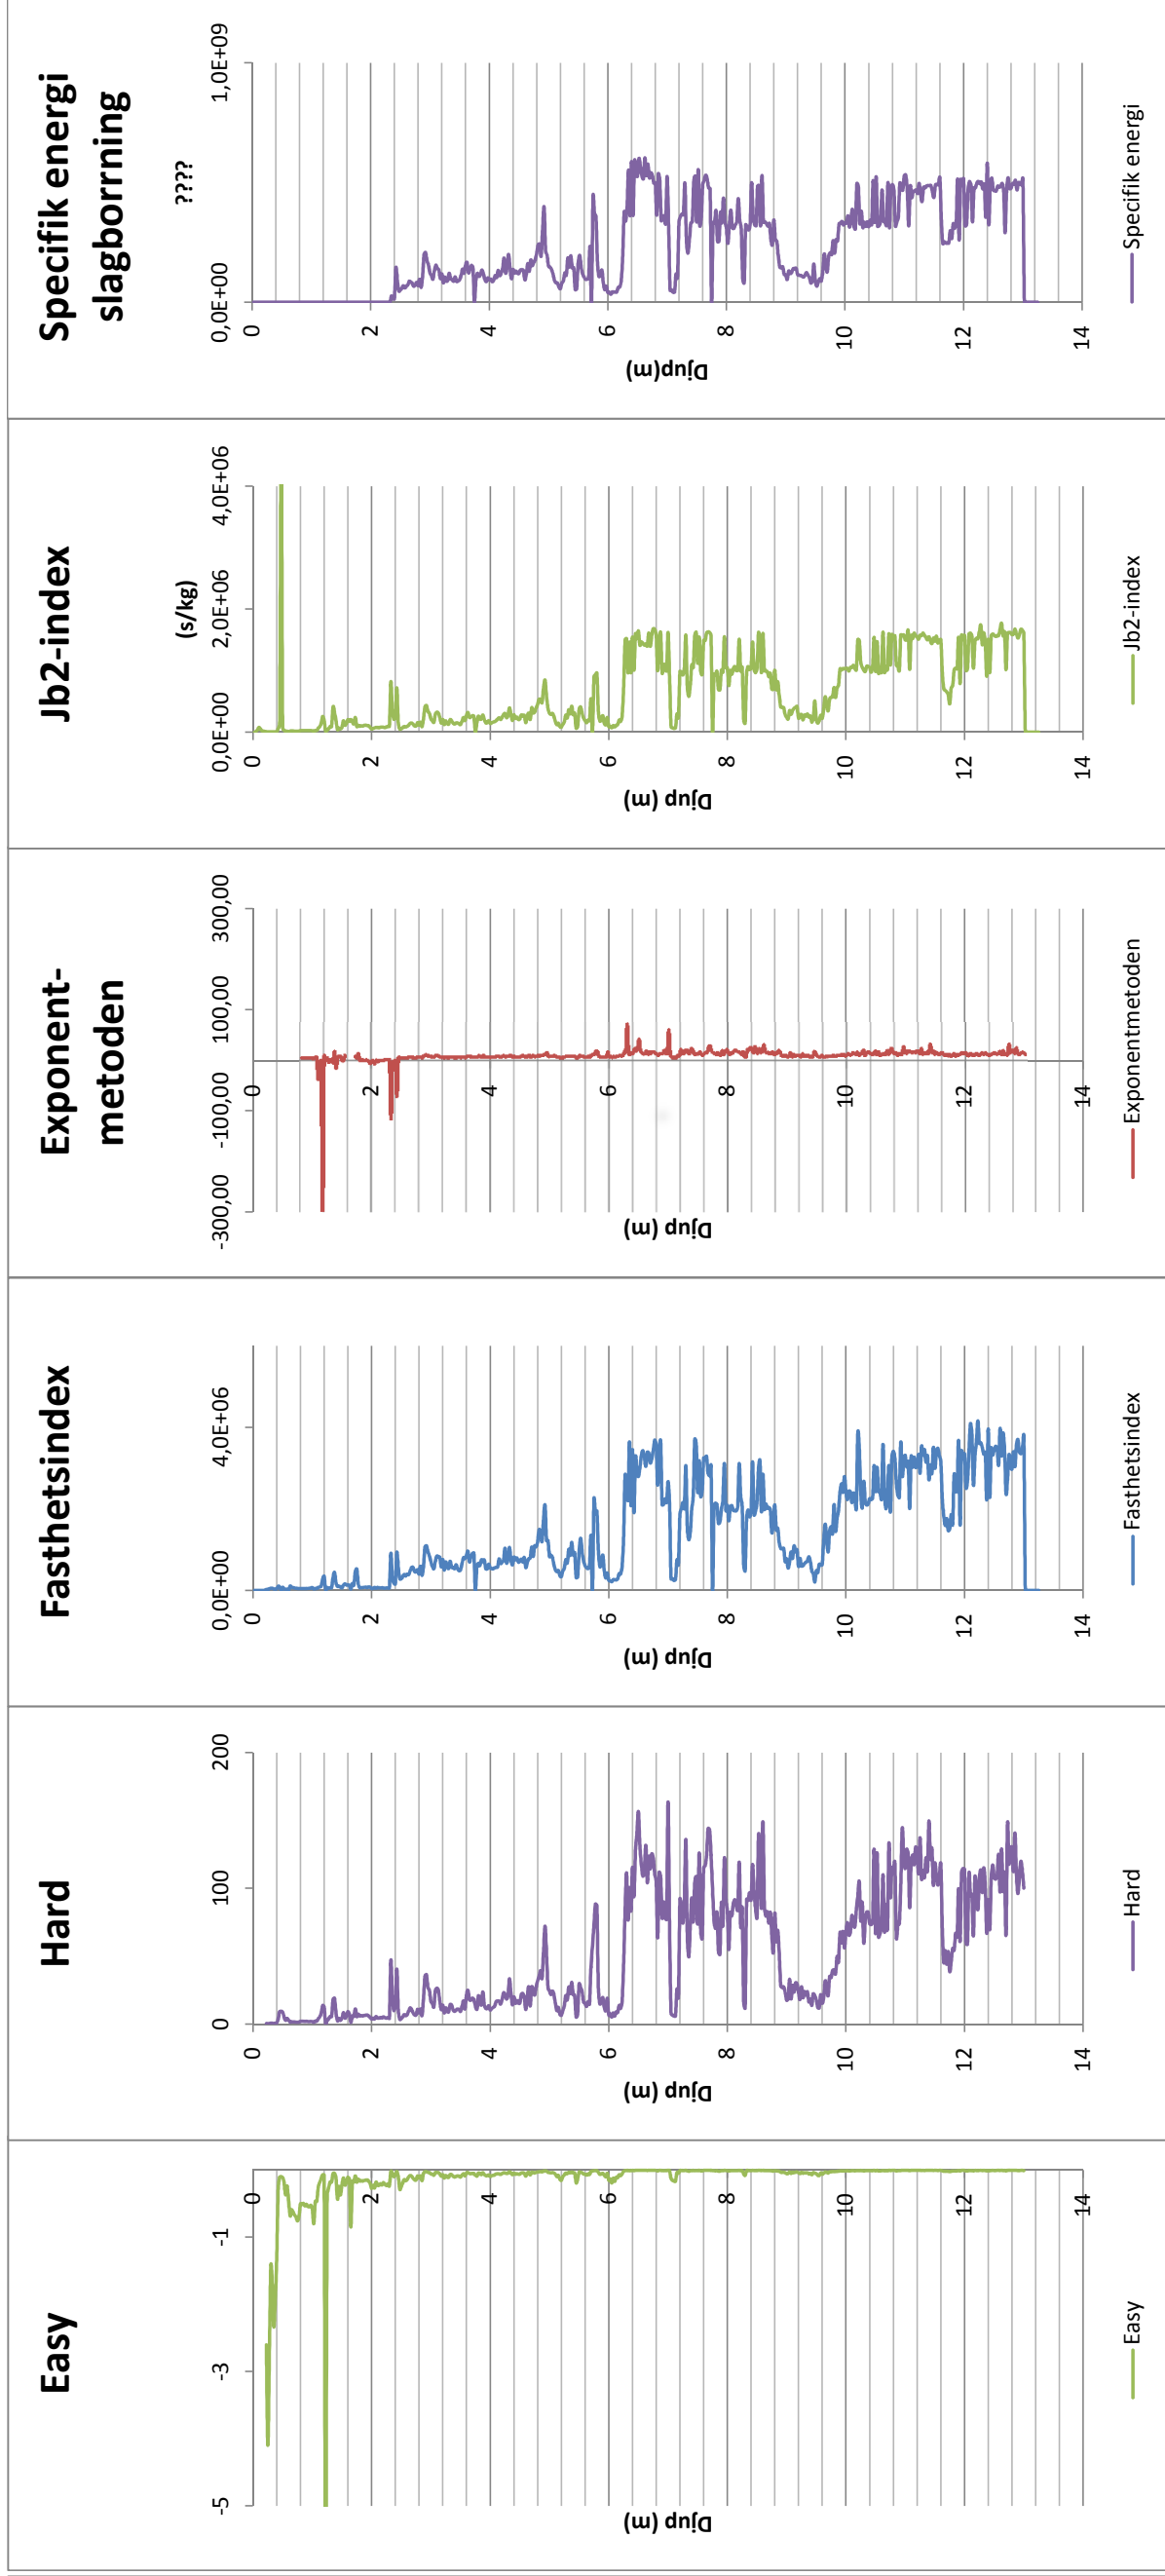 Easy
-5
-3
-1
0
2
4
6
8
10
12
14
Djup (m)
Easy
Hard
0
100
200
0
2
4
6
8
10
12
14
Djup (m)
Hard
Fasthetsindex
0,0E+00
4,0E+06
0
2
4
6
8
10
12
14
Djup (m)
Fasthetsindex
Exponent-
metoden
-300,00
-100,00
100,00
300,00
0
2
4
6
8
10
12
14
Djup (m)
Exponentmetoden
Jb2-index
(s/kg)
0,0E+00
2,0E+06
4,0E+06
0
2
4
6
8
10
12
14
Djup (m)
Jb2-index
Specifik energi
slagborrning
????
0,0E+00
1,0E+09
0
2
4
6
8
10
12
14
Djup(m)
Specifik energi